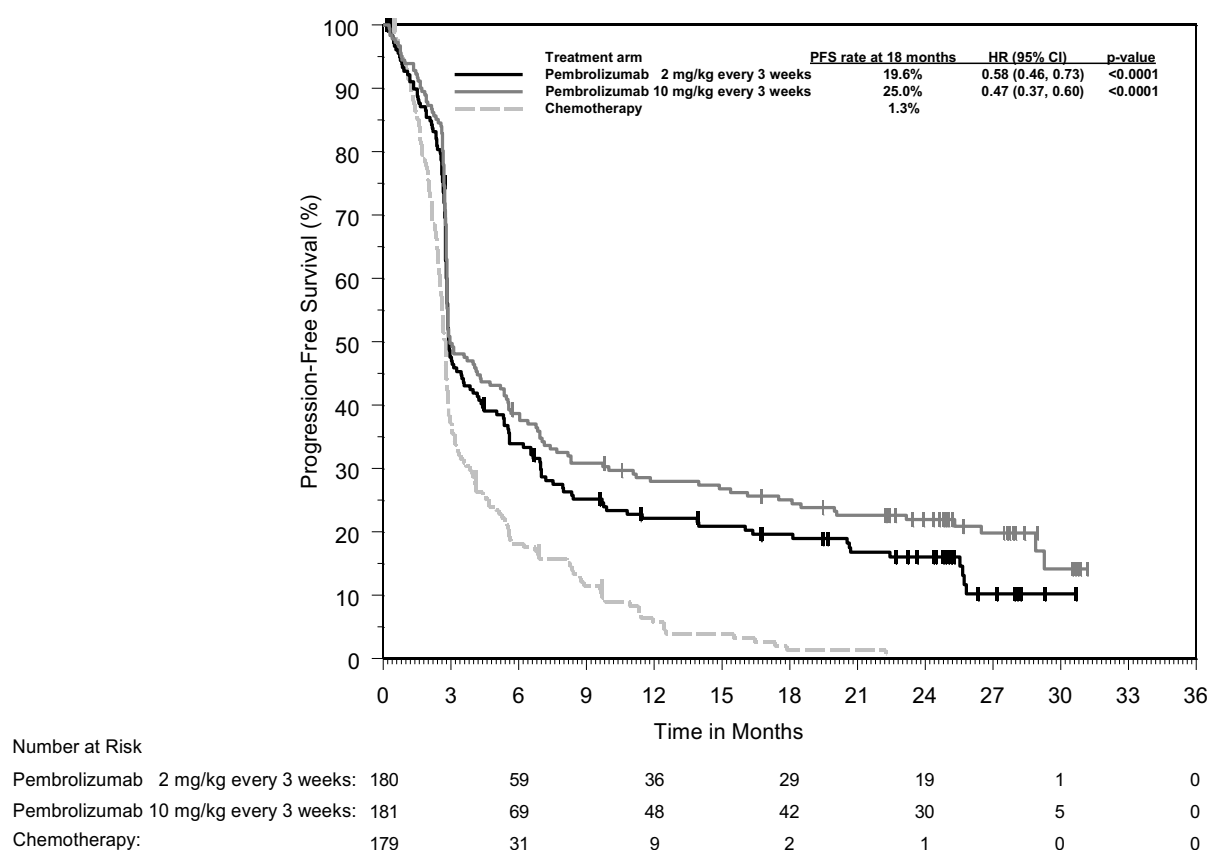 100
90
80
70
60
50
40
30
20
10
0
Progression-Free Survival (%)
Treatment arm PFS rate at 18 months HR (95% CI) p-value
Pembrolizumab 2 mg/kg every 3 weeks 19.6% 0.58 (0.46, 0.73) <0.0001
Pembrolizumab 10 mg/kg every 3 weeks 25.0% 0.47 (0.37, 0.60) <0.0001
Chemotherapy 1.3%
0 3 6 9 12 15 18 21 24 27 30 33 36
Time in Months
Number at Risk
Pembrolizumab 2 mg/kg every 3 weeks: 180 59 36 29 19 1 0
Pembrolizumab 10 mg/kg every 3 weeks: 181 69 48 42 30 5 0
Chemotherapy: 179 31 9 2 1 0 0